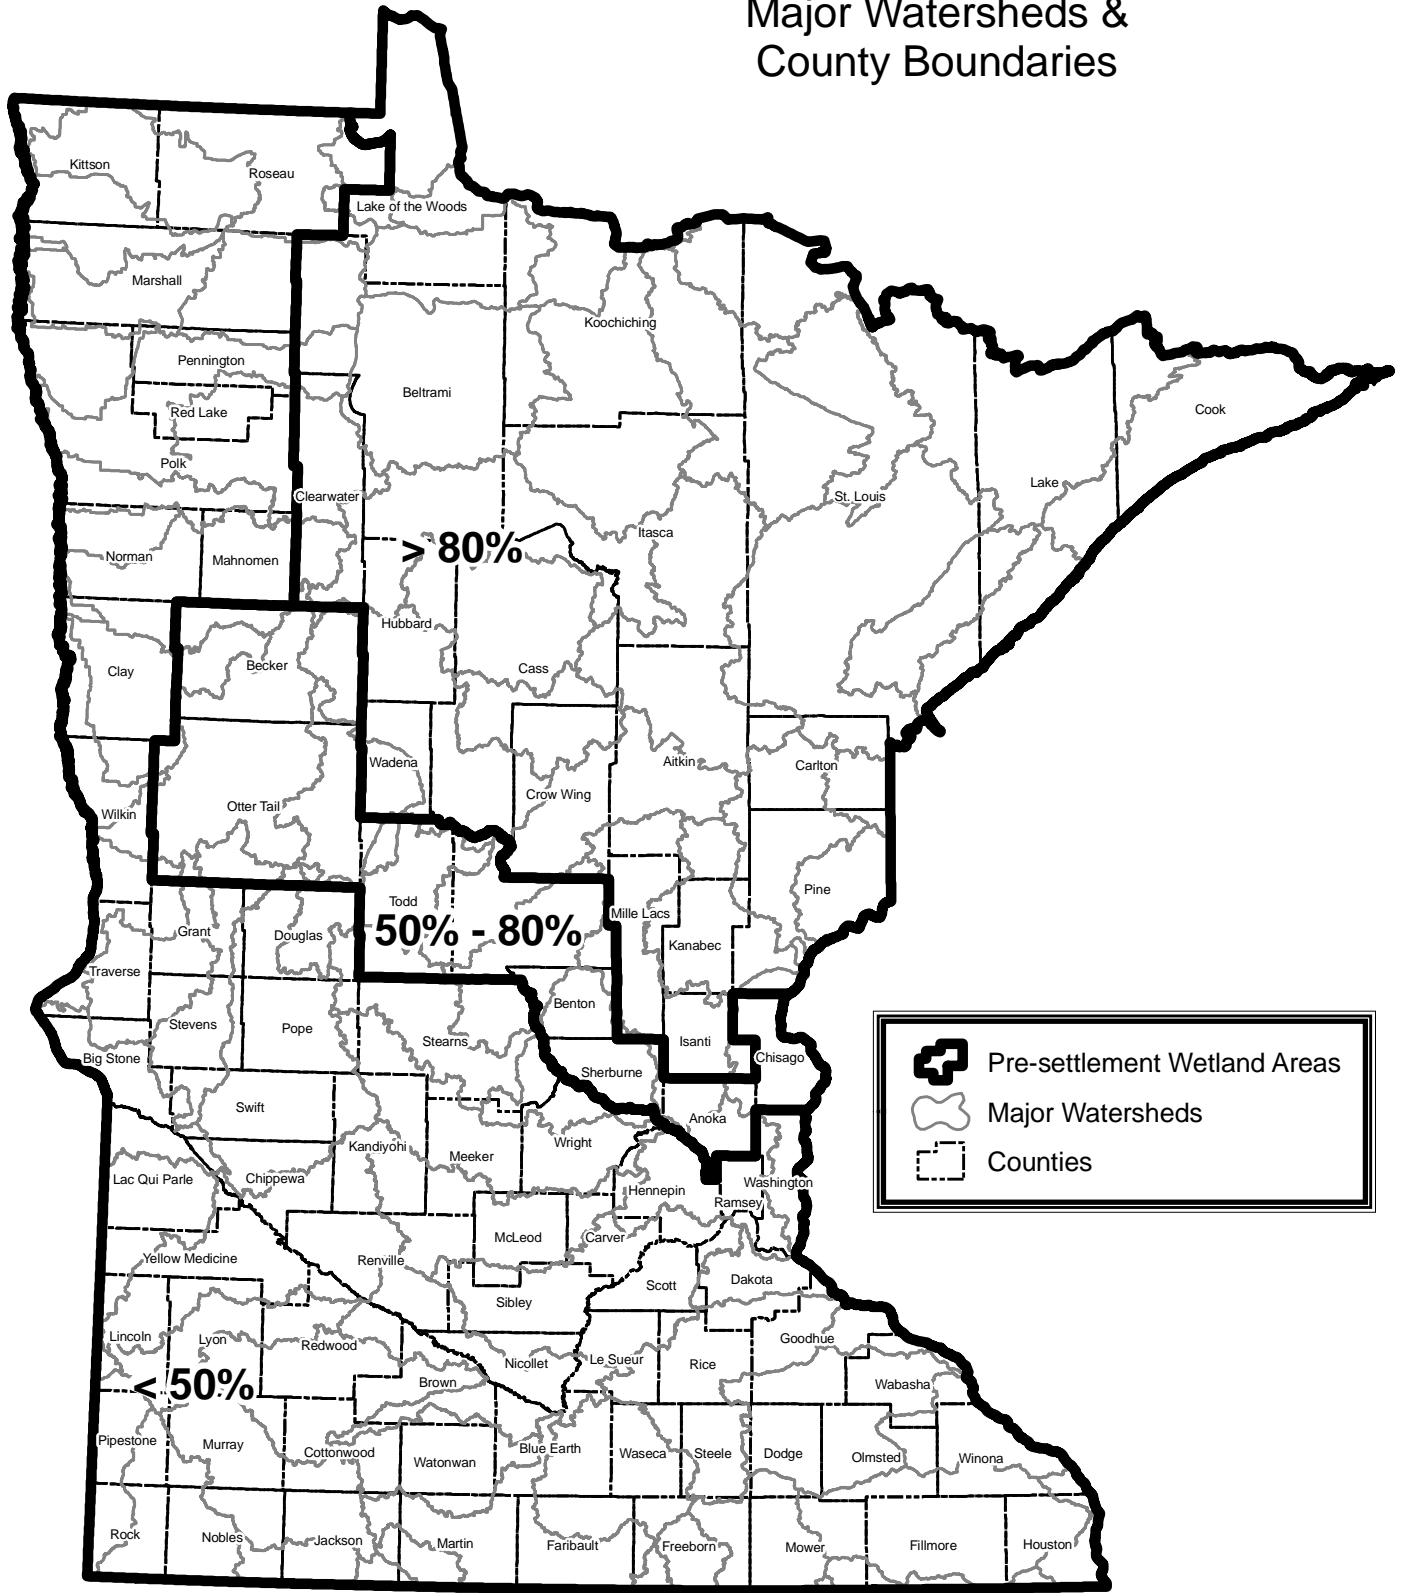 Major Watersheds &
County Boundaries
Kittson
Roseau
Lake of the Woods
Marshall
Koochiching
Pennington
Beltrami
Red Lake
Cook
Polk
Lake
Clearwater
St. Louis
Itasca
> 80%
Norman
Mahnomen
Hubbard
Becker
Cass
Clay
Wadena
Aitkin
Carlton
Crow Wing
Otter Tail
Wilkin
Pine
Todd
Mille Lacs
50% - 80%
Grant
Douglas
Kanabec
Traverse
Benton
Stevens
Pope
Stearns
Isanti
Big Stone
Chisago
Sherburne
Swift
Anoka
Kandiyohi
Wright
Meeker
Lac Qui Parle
Chippewa
Hennepin
Washington
Ramsey
McLeod
Carver
Yellow Medicine
Renville
Dakota
Scott
Sibley
Lincoln
Lyon
Redwood
Goodhue
Nicollet
Le Sueur
Rice
< 50%
Brown
Wabasha
Pipestone
Murray
Cottonwood
Watonwan
Blue Earth
Waseca
Steele
Dodge
Olmsted
Winona
Rock
Nobles
Jackson
Martin
Faribault
Freeborn
Mower
Fillmore
Houston
Pre-settlement Wetland Areas
Major Watersheds
Counties